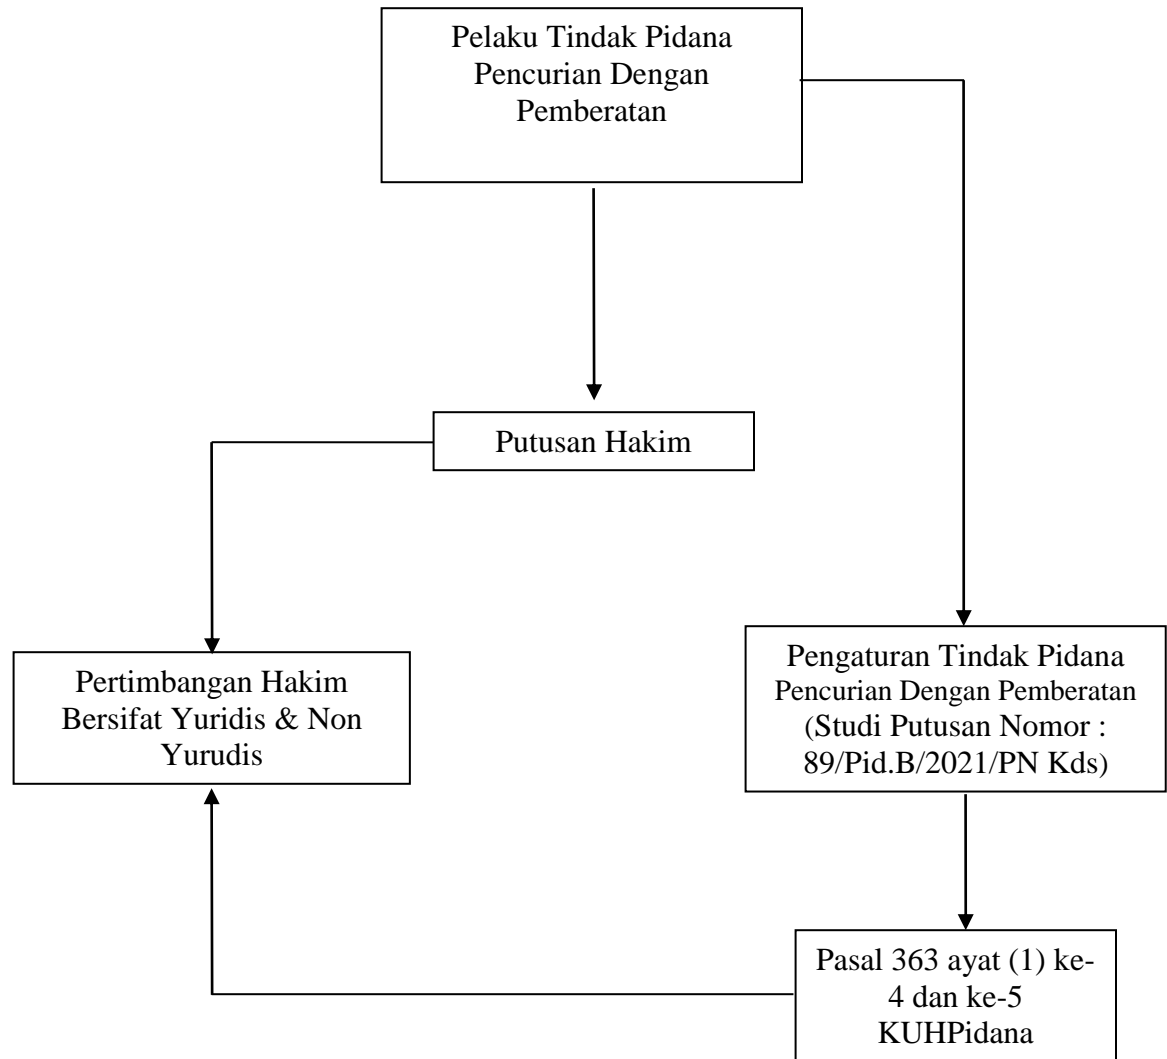 Pelaku Tindak Pidana
Pencurian Dengan
Pemberatan
Putusan Hakim
Pertimbangan Hakim
Bersifat Yuridis & Non
Yurudis
Pengaturan Tindak Pidana
Pencurian Dengan Pemberatan
(Studi Putusan Nomor :
89/Pid.B/2021/PN Kds)
Pasal 363 ayat (1) ke-
4 dan ke-5
KUHPidana